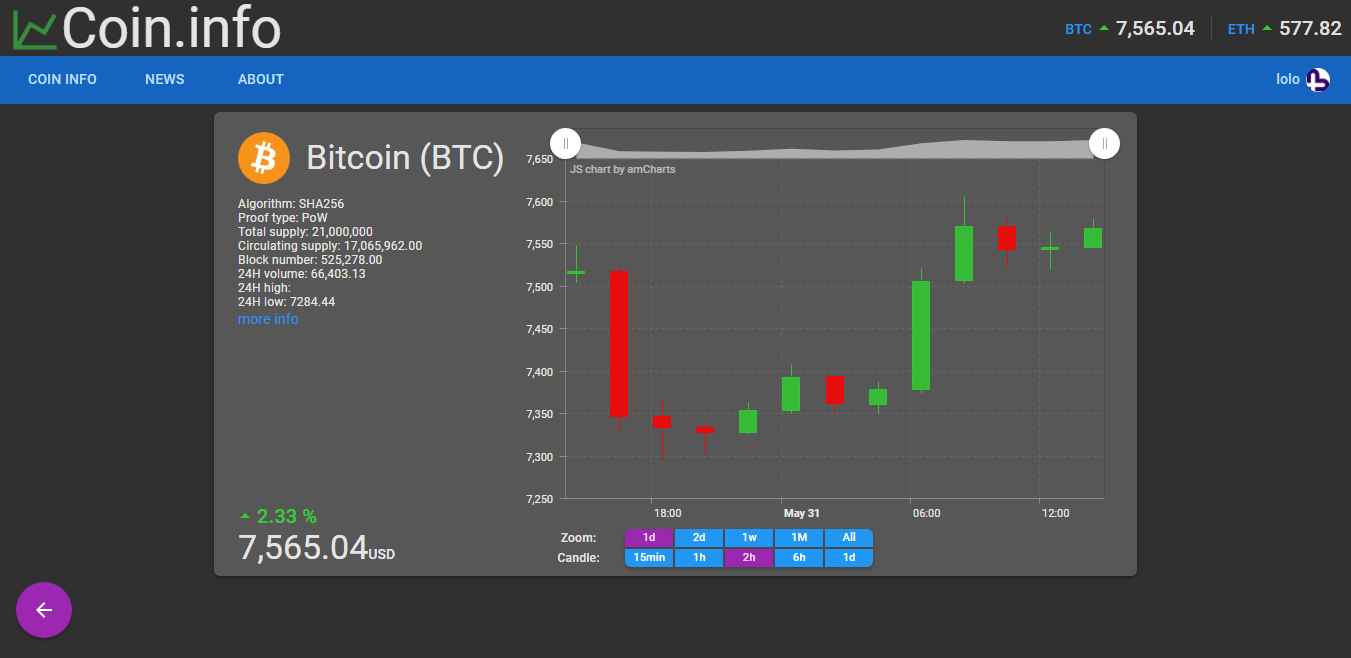 Coin.info
BTC 7,565.04 ETH 577.82
COIN INFO NEWS ABOUT lolo
Bitcoin (BTC)
Algorithm: SHA256
Proof type: PoW
Total supply: 21,000,000
Circulating supply: 17,065,962.00
Block number: 525,278.00
24H volume: 66,403.13
24H high:
24H low: 7284.44
more info
2.33 %
7,565.04USD
JS chart by amCharts
7,650
7,600
7,550
7,500
7,450
7,400
7,350
7,300
7,250
18:00 May 31 06:00 12:00
Zoom: 1d 2d 1w 1M All
Candle: 15min 1h 2h 6h 1d